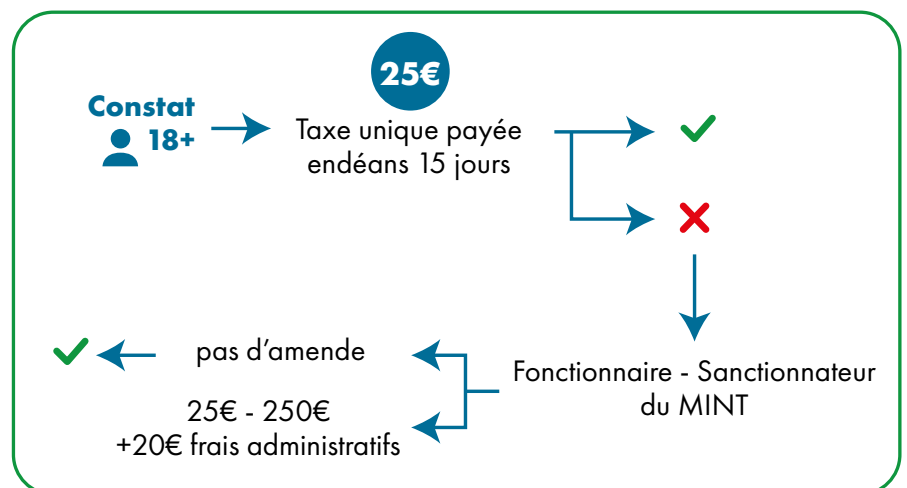 25€
Constat
18+
Taxe unique payée
endéans 15 jours
pas d'amende
25€ - 250€
+20€ frais administratifs
Fonctionnaire - Sanctionnateur
du MINT